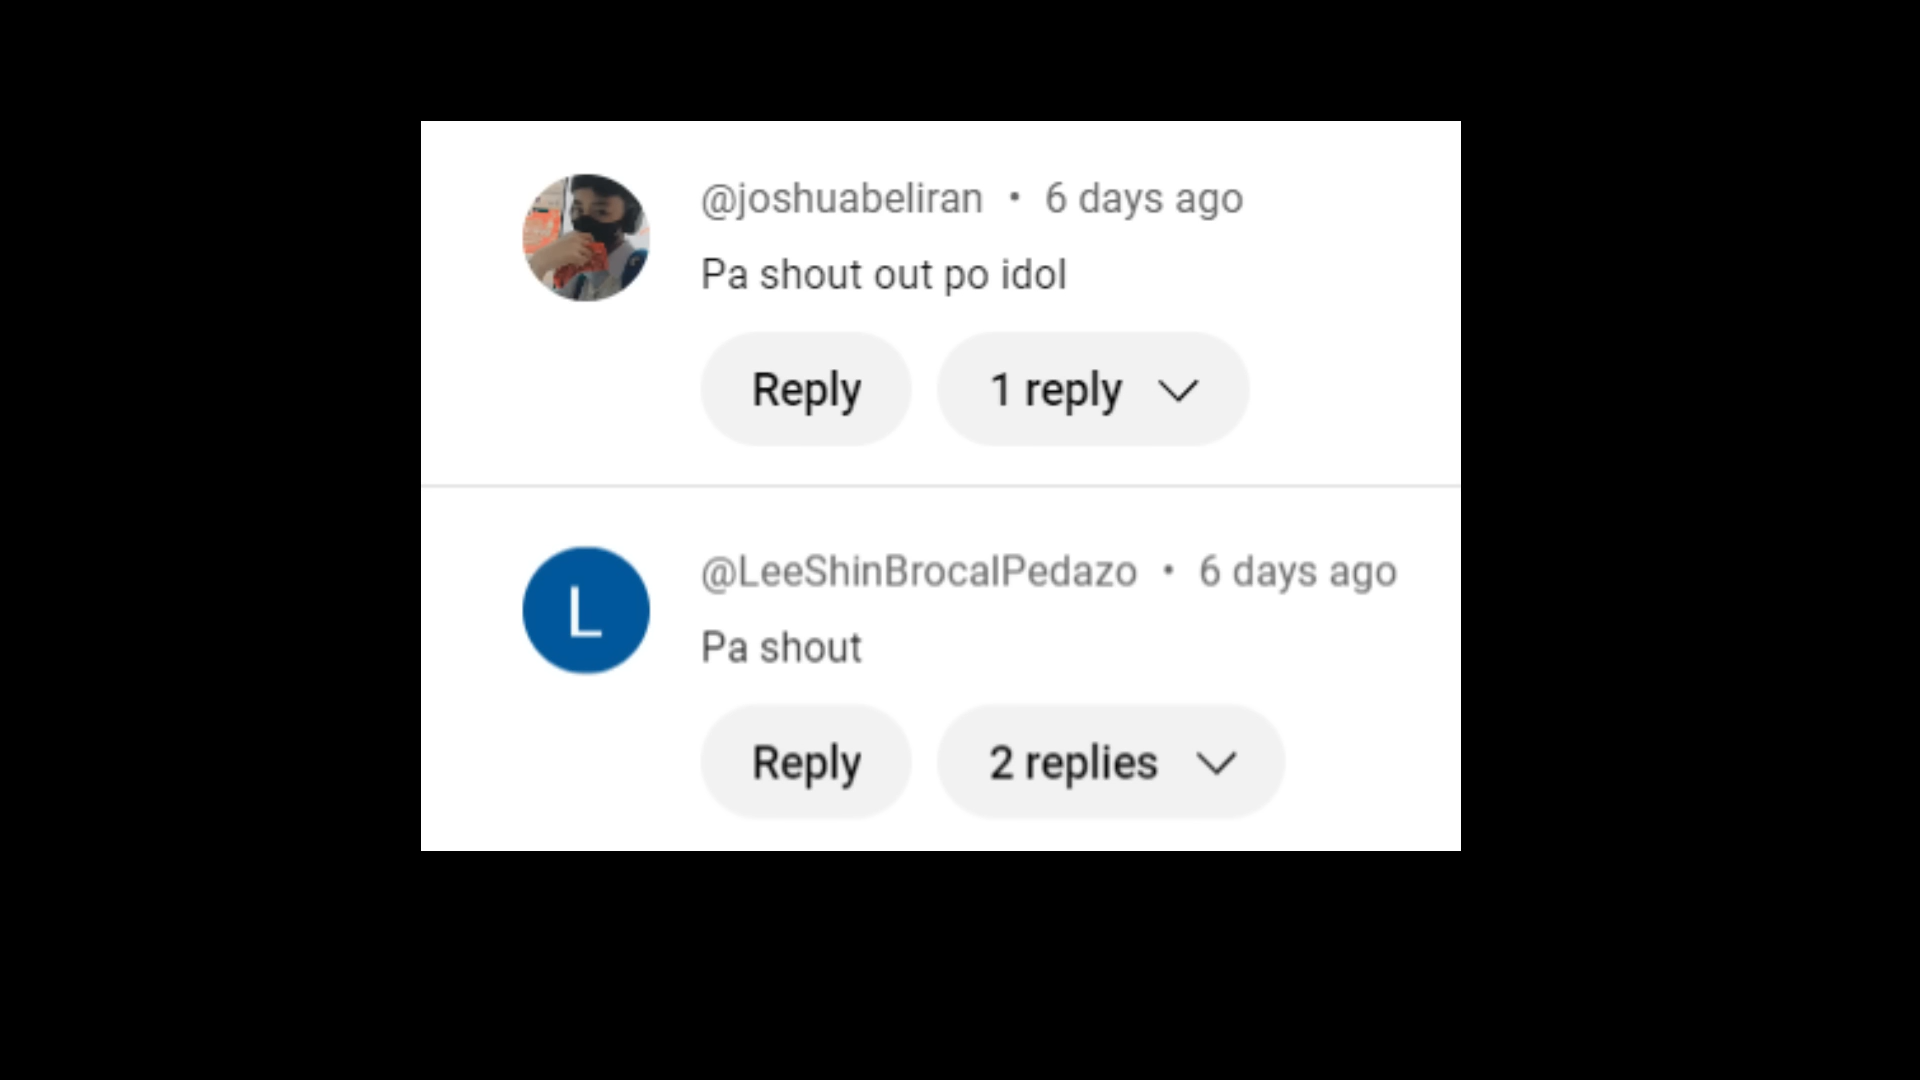 @joshuabeliran • 6 days ago
Pa shout out po idol
Reply 1 reply
L
@LeeShinBrocalPedazo • 6 days ago
Pa shout
Reply 2 replies